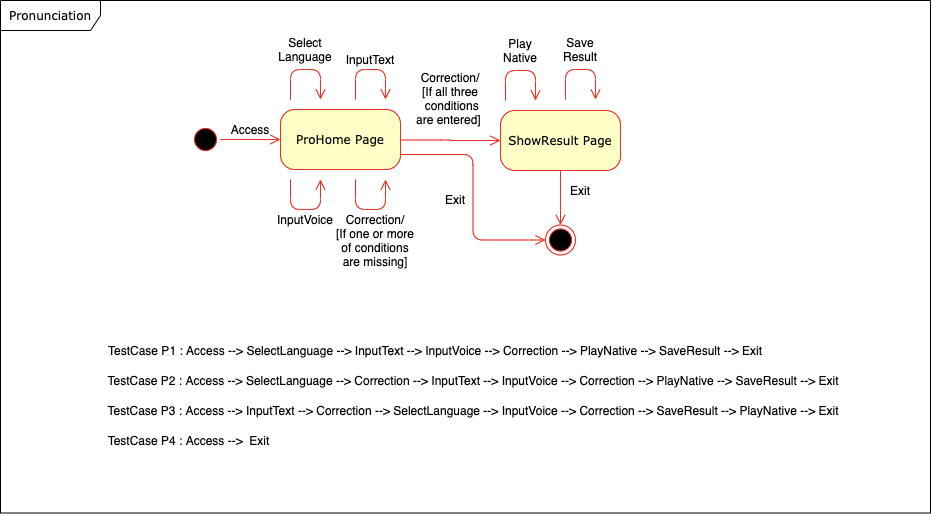 Pronunciation
Select
Language
InputText
Play
Native
Save
Result
Correction/
[If all three
conditions
are entered]
Access
ProHome Page
ShowResult Page
Exit
Exit
InputVoice
Correction/
[If one or more
of conditions
are missing]
TestCase P1 : Access --> SelectLanguage --> InputText --> InputVoice --> Correction --> PlayNative --> SaveResult --> Exit
TestCase P2 : Access --> SelectLanguage --> Correction --> InputText --> InputVoice --> Correction --> PlayNative --> SaveResult --> Exit
TestCase P3 : Access --> InputText --> Correction --> SelectLanguage --> InputVoice --> Correction --> SaveResult --> PlayNative --> Exit
TestCase P4 : Access --> Exit